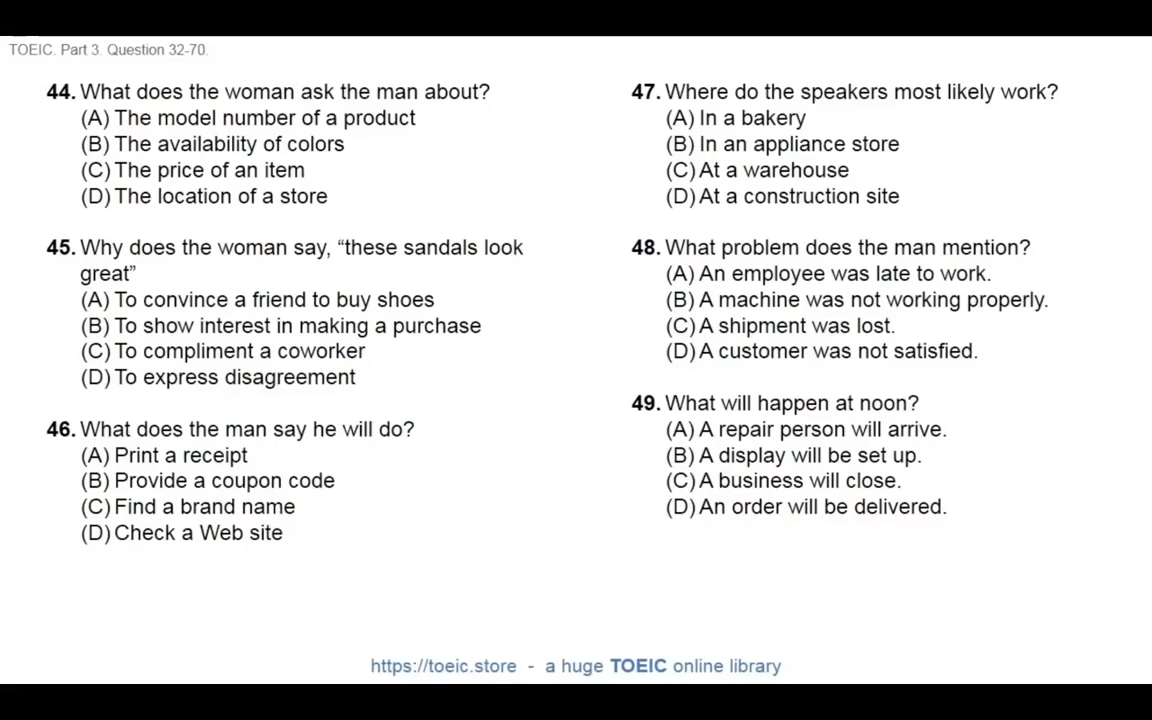 TOEIC. Part 3. Question 32-70.
44. What does the woman ask the man about?
(A) The model number of a product
(B) The availability of colors
(C) The price of an item
(D) The location of a store
45. Why does the woman say, “these sandals look
great”
(A) To convince a friend to buy shoes
(B) To show interest in making a purchase
(C) To compliment a coworker
(D) To express disagreement
46. What does the man say he will do?
(A) Print a receipt
(B) Provide a coupon code
(C) Find a brand name
(D) Check a Web site
47. Where do the speakers most likely work?
(A) In a bakery
(B) In an appliance store
(C) At a warehouse
(D) At a construction site
48. What problem does the man mention?
(A) An employee was late to work.
(B) A machine was not working properly.
(C) A shipment was lost.
(D) A customer was not satisfied.
49. What will happen at noon?
(A) A repair person will arrive.
(B) A display will be set up.
(C) A business will close.
(D) An order will be delivered.
https://toeic.store - a huge TOEIC online library